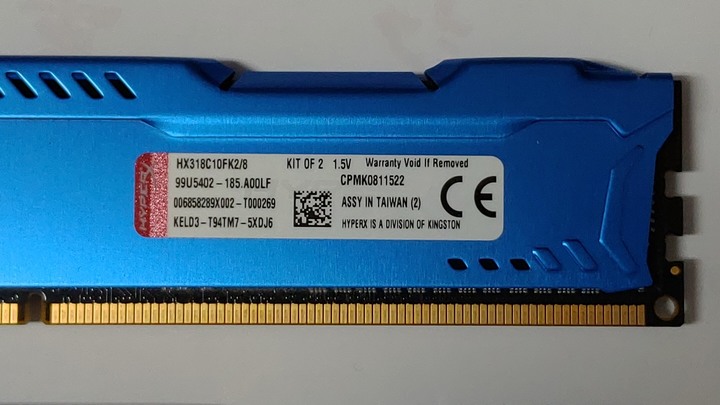 HYPERX
HX318C10FK2/8 KIT OF 2 1.5V Warranty Void If Removed
99U5402-185.A00LF CPMK0811522
006858289X002-T000269 ASSY IN TAIWAN (2)
KELD3-T94TM7-5XDJ6 HYPERX IS A DIVISION OF KINGSTON
CE